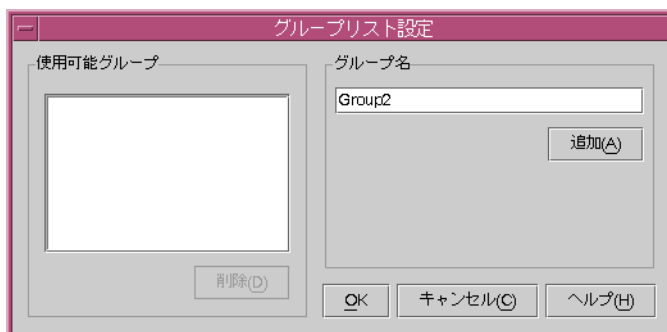 グループリスト設定
使用可能グループ
削除(D)
グループ名
Group2
追加(A)
OK
キャンセル(C)
ヘルプ(H)